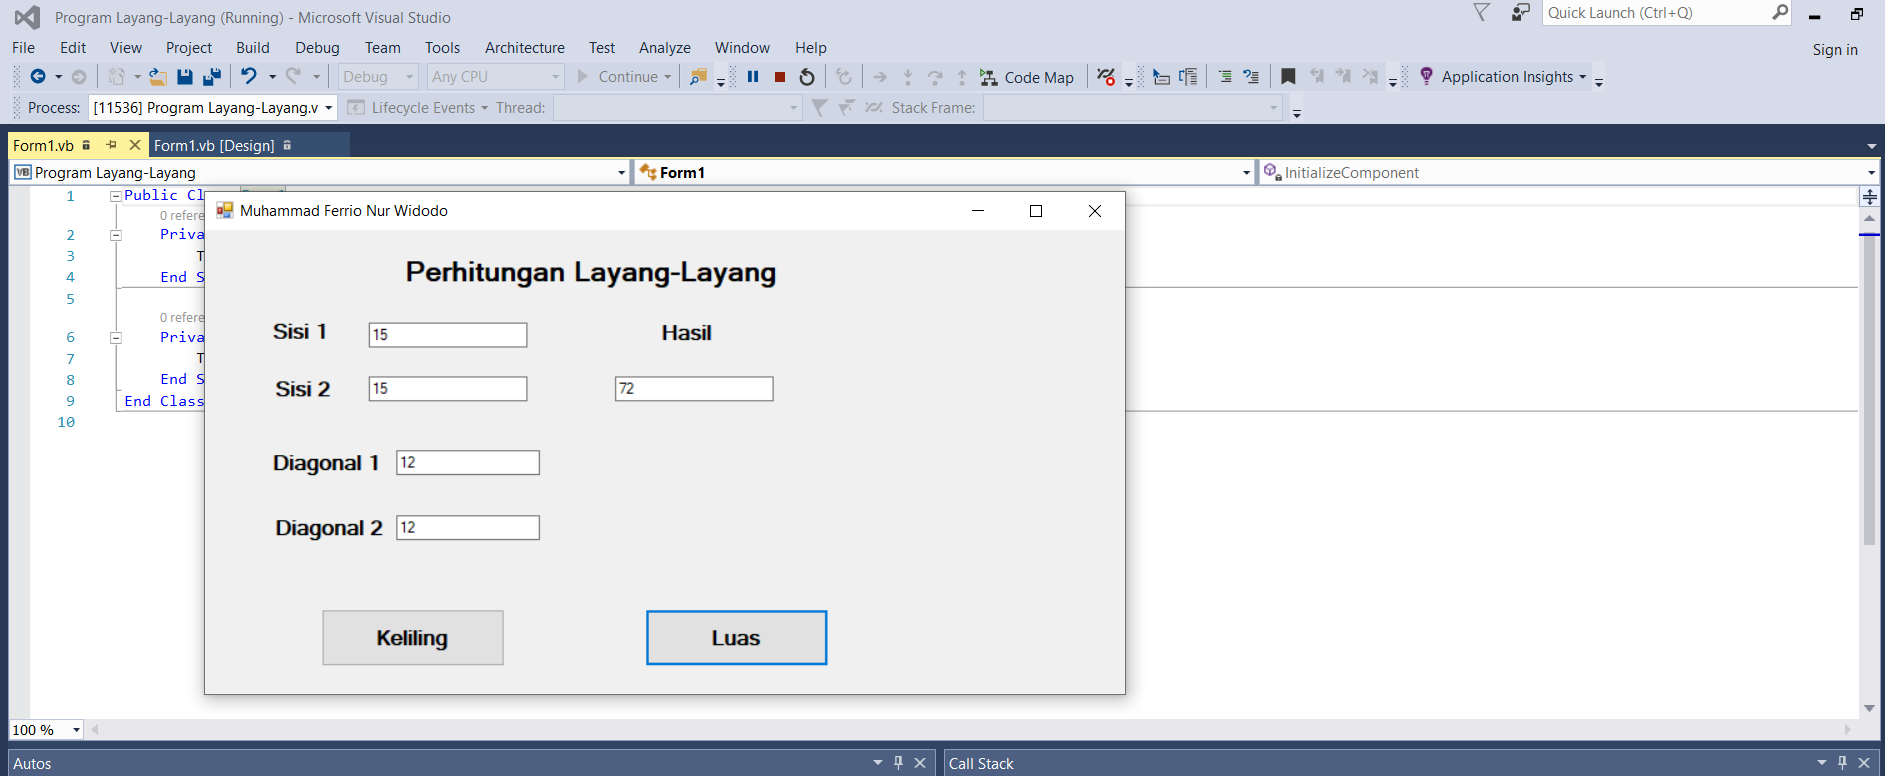 Program Layang-Layang (Running) - Microsoft Visual Studio
Quick Launch (Ctrl+Q)
File Edit View Project Build Debug Team Tools Architecture Test Analyze Window Help
Sign in
Debug Any CPU Continue Code Map Application Insights
Process: [11536] Program Layang-Layang.v Lifecycle Events Thread: Stack Frame:
Form1.vb Form1.vb [Design]
VB Program Layang-Layang Form1 InitializeComponent
1 Public Cl
0 refere
2 Priva
3 T
4 End S
5
0 refere
6 Priva
7 T
8 End S
9 End Class
10
Muhammad Ferrio Nur Widodo
Perhitungan Layang-Layang
Sisi 1 15 Hasil
Sisi 2 15 72
Diagonal 1 12
Diagonal 2 12
Keliling Luas
100 %
Autos Call Stack